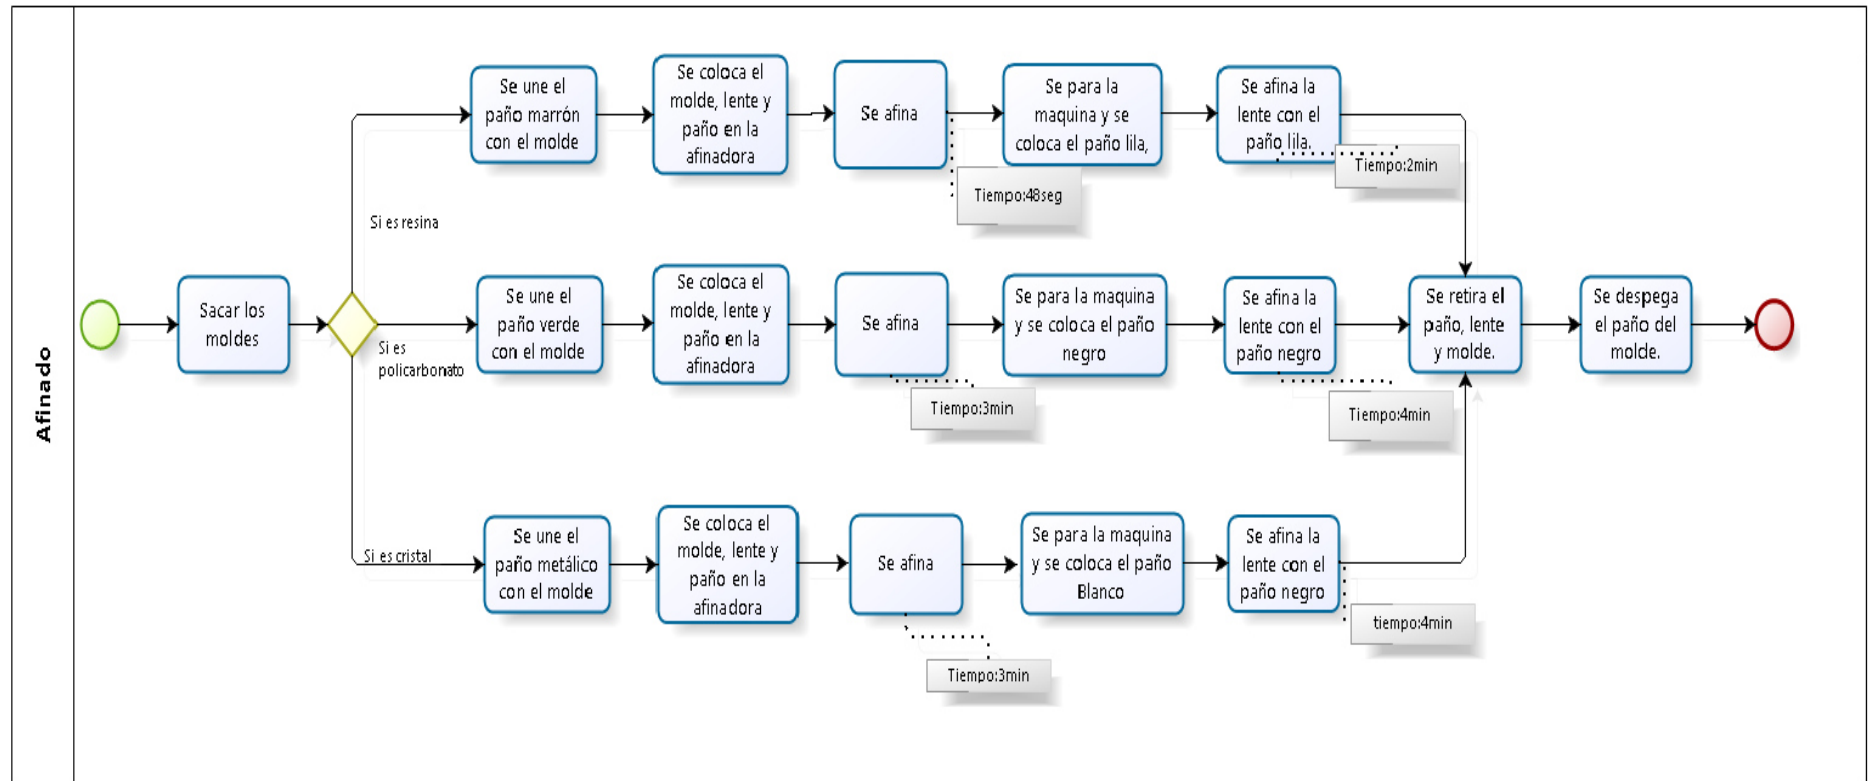 Afinado
Sacar los
moldes
Si es resina
Se une el
paño marrón
con el molde
Se coloca el
molde, lente y
paño en la
afinadora
Se afina
Tiempo:48seg
Se para la
maquina y se
coloca el paño lila,
Se afina la
lente con el
paño lila.
Tiempo:2min
Si es
policarbonato
Se une el
paño verde
con el molde
Se coloca el
molde, lente y
paño en la
afinadora
Se afina
Tiempo:3min
Se para la maquina
y se coloca el paño
negro
Se afina la
lente con el
paño negro
Tiempo:4min
Si es cristal
Se une el
paño metálico
con el molde
Se coloca el
molde, lente y
paño en la
afinadora
Se afina
Tiempo:3min
Se para la maquina
y se coloca el paño
Blanco
Se afina la
lente con el
paño negro
tiempo:4min
Se retira el
paño, lente
y molde.
Se despega
el paño del
molde.